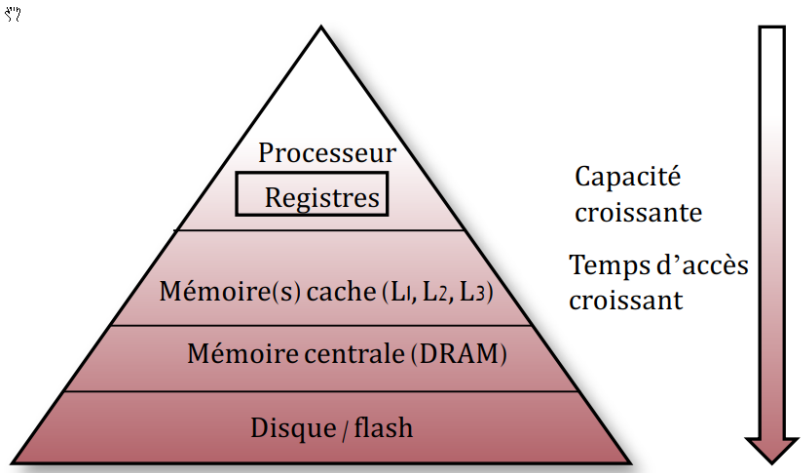 Processeur
Registres
Mémoire(s) cache (L1, L2, L3)
Mémoire centrale (DRAM)
Disque / flash
Capacité
croissante
Temps d'accès
croissant